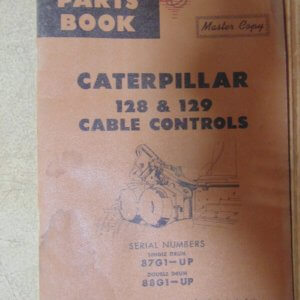 PARTS
BOOK
Master Copy
CATERPILLAR
128 & 129
CABLE CONTROLS
SERIAL NUMBERS
SINGLE DRUM
87G1-UP
DOUBLE DRUM
88G1-UP